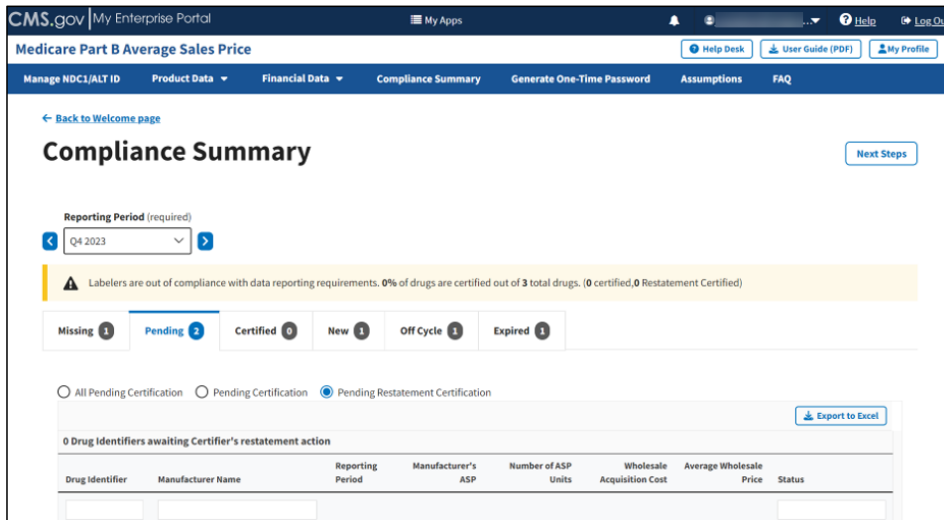 CMS.gov My Enterprise Portal
My Apps
...
Help
Log Ou
Medicare Part B Average Sales Price
Help Desk
User Guide (PDF)
My Profile
Manage NDC1/ALT ID
Product Data
Financial Data
Compliance Summary
Generate One-Time Password
Assumptions
FAQ
Back to Welcome page
Compliance Summary
Next Steps
Reporting Period (required)
Q4 2023
Labelers are out of compliance with data reporting requirements. 0% of drugs are certified out of 3 total drugs. (0 certified,0 Restatement Certified)
Missing 1
Pending 2
Certified 0
New 1
Off Cycle 1
Expired 1
All Pending Certification
Pending Certification
Pending Restatement Certification
Export to Excel
0 Drug Identifiers awaiting Certifier's restatement action
Drug Identifier
Manufacturer Name
Reporting
Period
Manufacturer's
ASP
Number of ASP
Units
Wholesale
Acquisition Cost
Average Wholesale
Price
Status